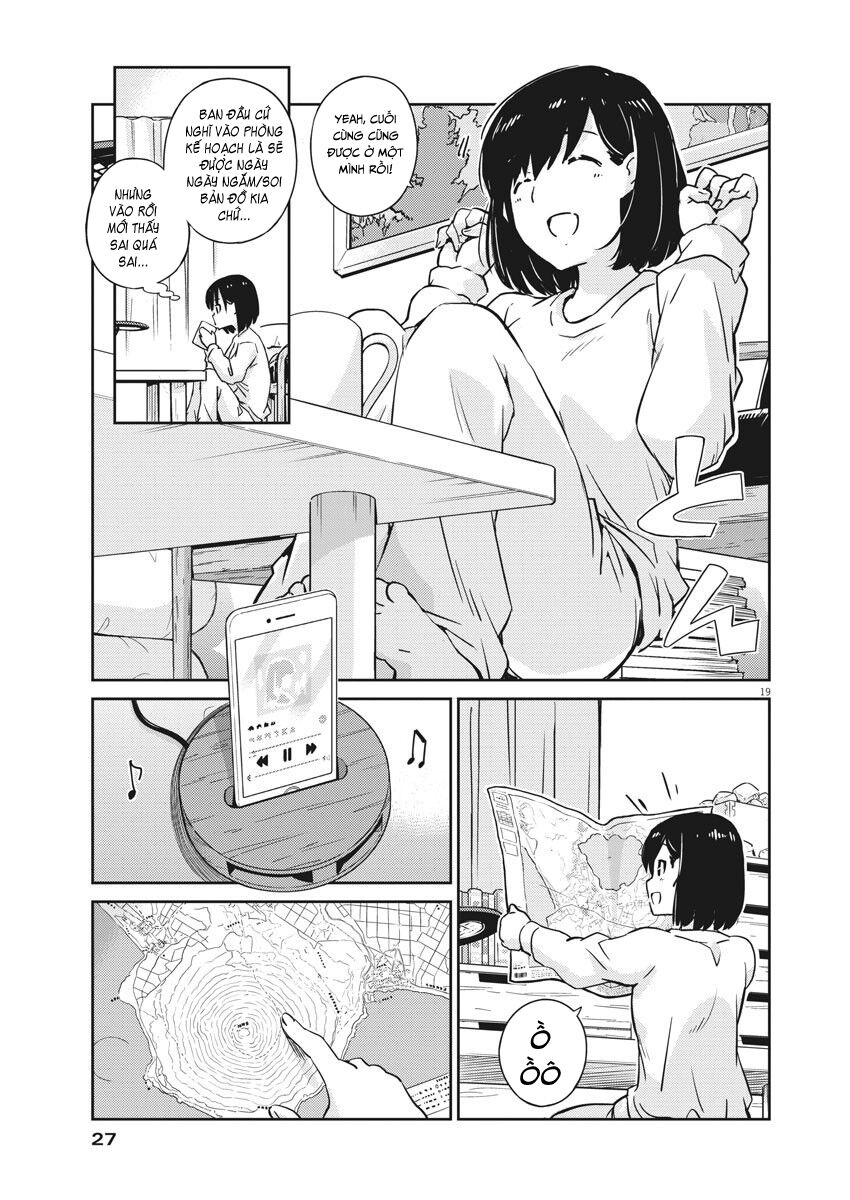 YEAH, CUỐI
CÙNG CŨNG
ĐƯỢC Ở MỘT
MÌNH RỒI!
BAN ĐẦU CỨ
NGHĨ VÀO PHÒNG
KẾ HOẠCH LÀ SẼ
ĐƯỢC NGÀY
NGÀY NGẮM/SOI
BẢN ĐỒ KIA
CHỨ...
NHƯNG
VÀO RỒI
MỚI THẤY
SAI QUÁ
SAI...
と
ん
19
Ồ
ỒÔ
27